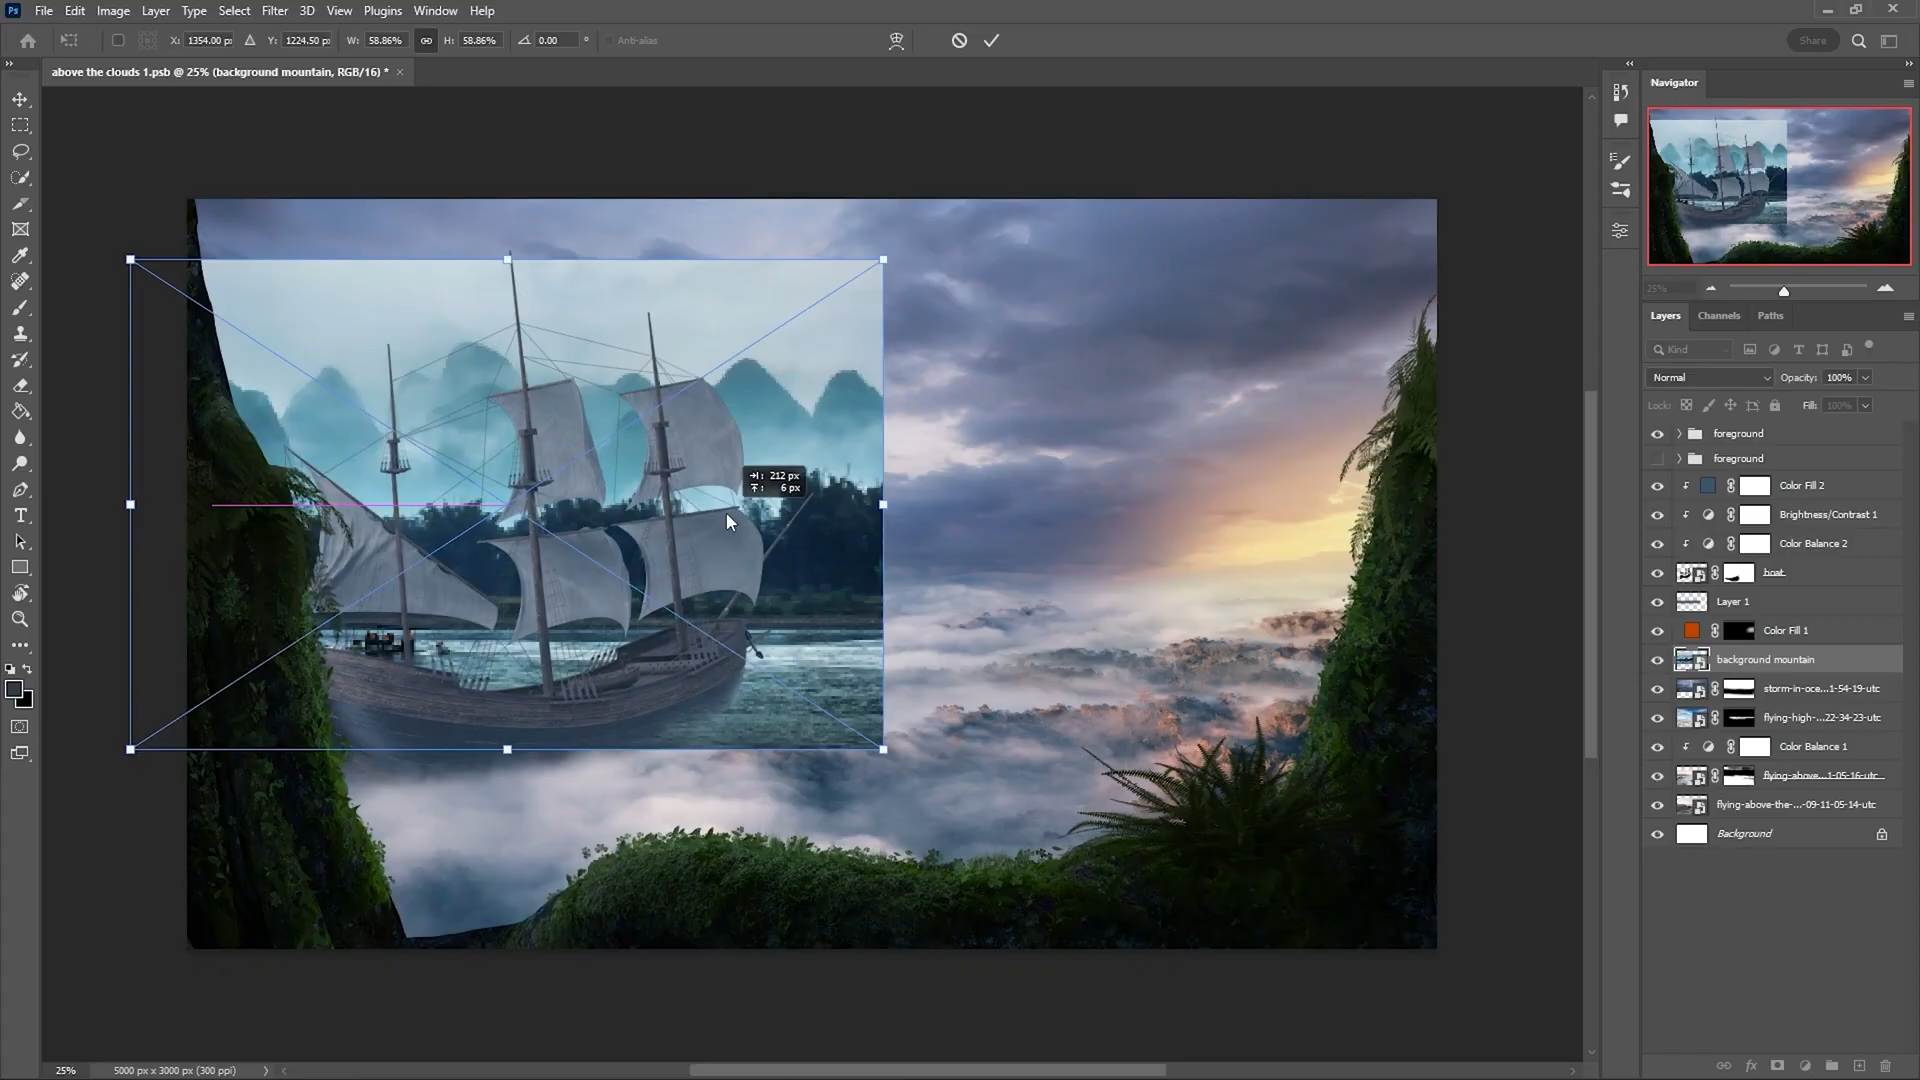 Ps File Edit Image Layer Type Select Filter 3D View Plugins Window Help
X: 1354.00 p: Y: 1224.50 p: W: 58.86% H: 58.86% 0.00 ° Anti-alias Share
above the clouds 1.psb @ 25% (background mountain, RGB/16) * ×
Navigator
25%
Layers Channels Paths
Kind
Normal Opacity: 100%
Lock: Fill: 100%
foreground
foreground
Color Fill 2
Brightness/Contrast 1
Color Balance 2
boat
Layer 1
Color Fill 1
background mountain
storm-in-oce...1-54-19-utc
flying-high-...22-34-23-utc
Color Balance 1
flying-above...1-05-16-utc
flying-above-the-...-09-11-05-14-utc
Background
212 px
6 px
25% 5000 px x 3000 px (300 ppi)